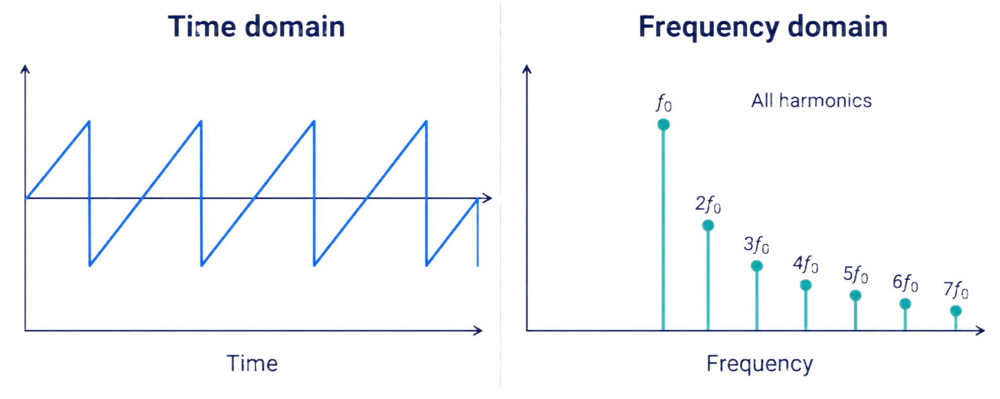 Time domain
Time
Frequency domain
All harmonics
f₀
2f₀
3f₀
4f₀
5f₀
6f₀
7f₀
Frequency